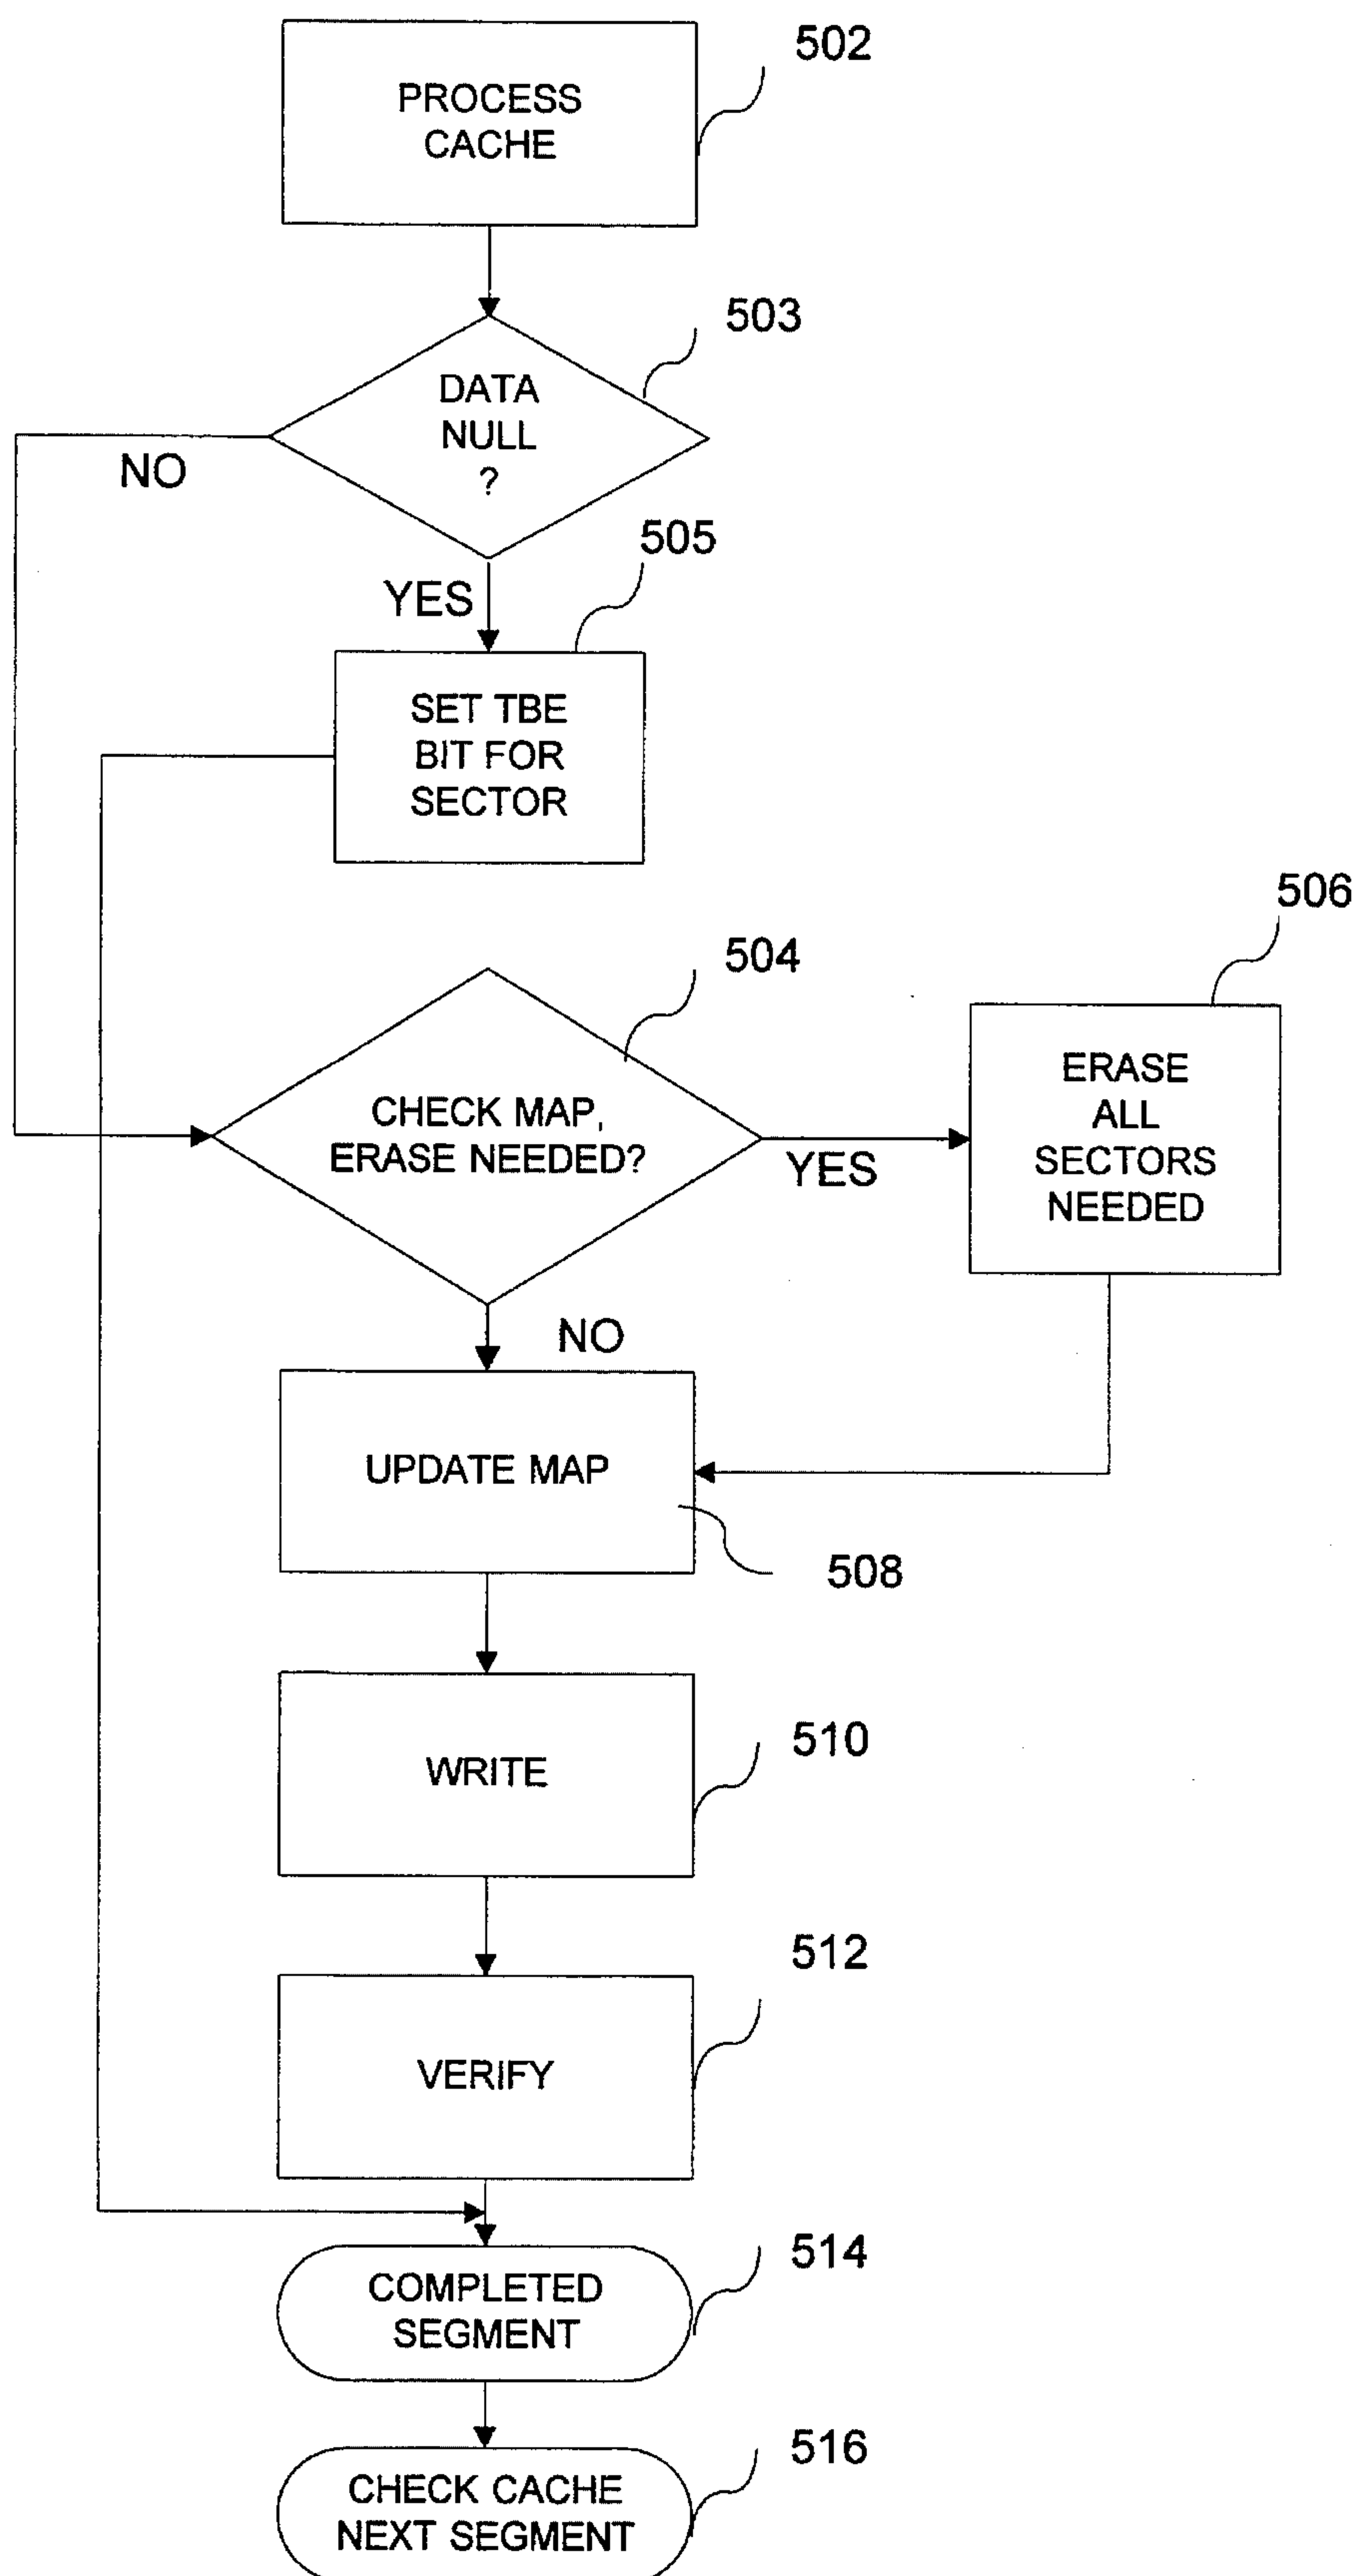 502
PROCESS
CACHE
503
DATA
NULL
?
NO
505
YES
SET TBE
BIT FOR
SECTOR
506
504
ERASE
ALL
SECTORS
NEEDED
CHECK MAP,
ERASE NEEDED?
YES
NO
UPDATE MAP
508
510
WRITE
512
VERIFY
514
COMPLETED
SEGMENT
516
CHECK CACHE
NEXT SEGMENT